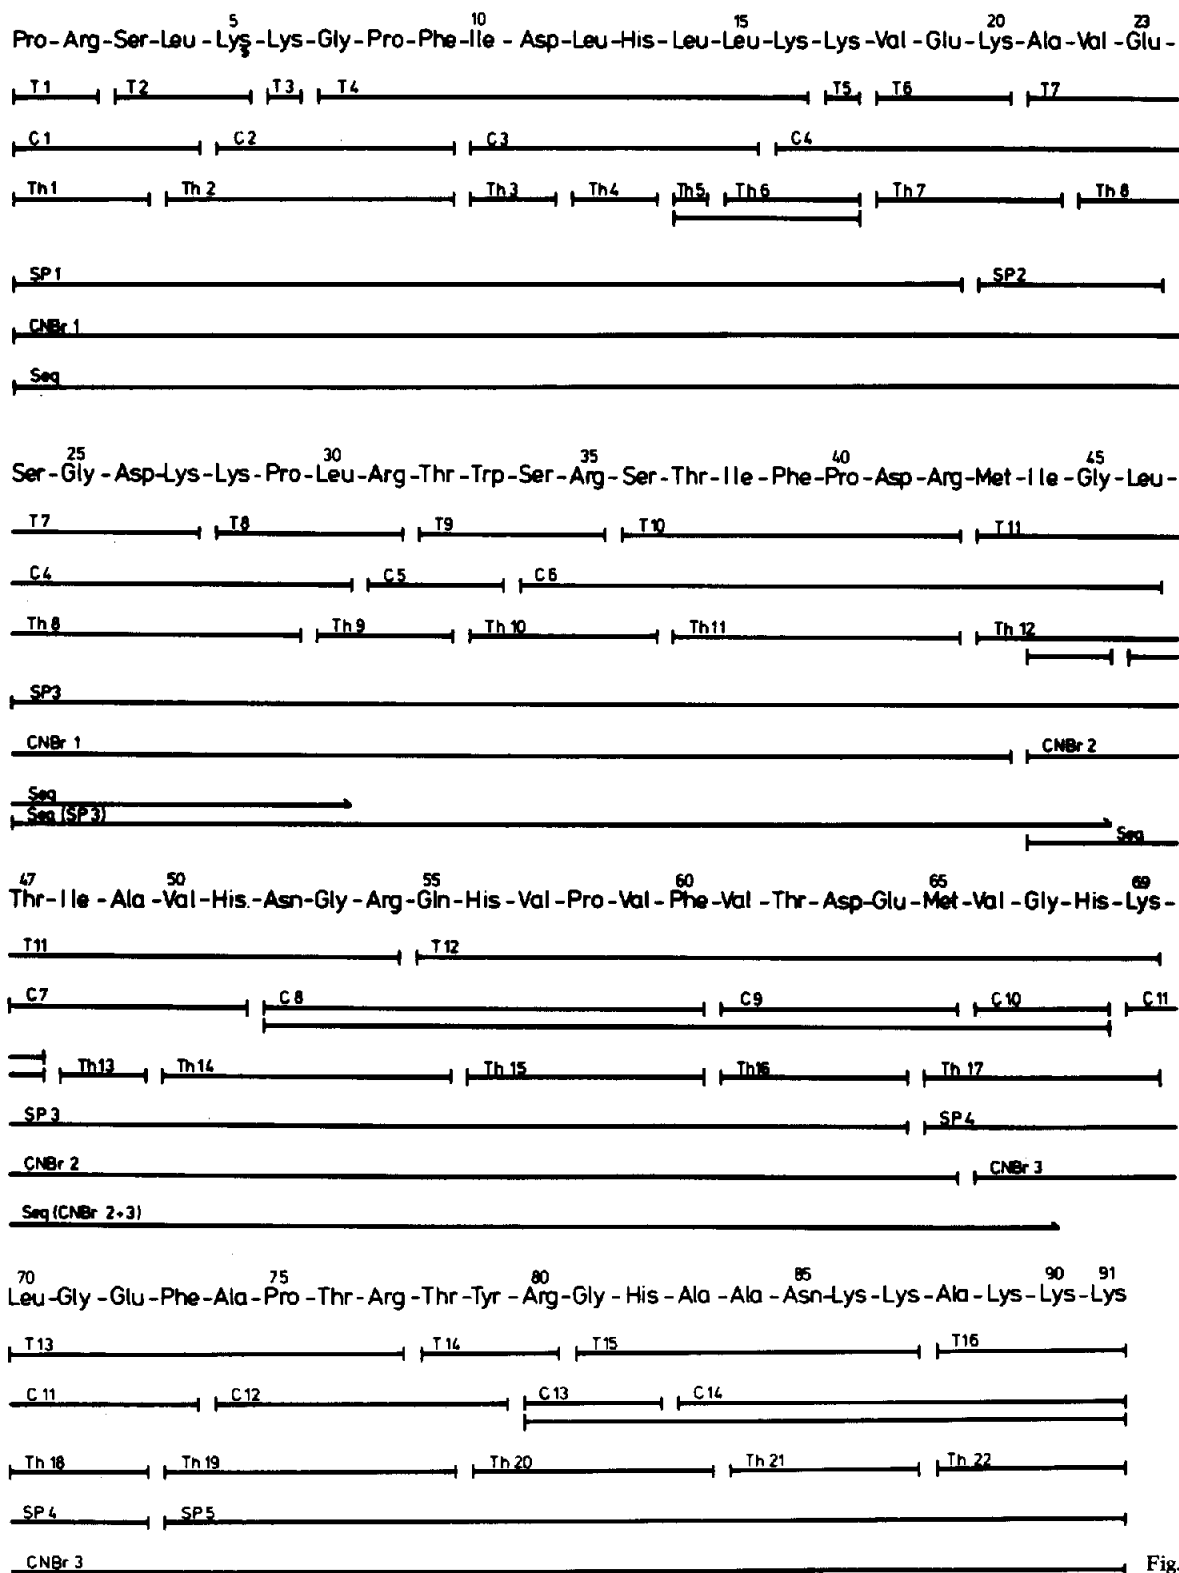 5 10 15 20 23
Pro-Arg-Ser-Leu-Lys-Lys-Gly-Pro-Phe-Ile-Asp-Leu-His-Leu-Leu-Lys-Lys-Val-Glu-Lys-Ala-Val-Glu-
T1 T2 T3 T4 T5 T6 T7
C1 C2 C3 C4
Th1 Th2 Th3 Th4 Th5 Th6 Th7 Th8
SP1 SP2
CNBr 1
Seq
25 30 35 40 45
Ser-Gly-Asp-Lys-Lys-Pro-Leu-Arg-Thr-Trp-Ser-Arg-Ser-Thr-Ile-Phe-Pro-Asp-Arg-Met-Ile-Gly-Leu-
T7 T8 T9 T10 T11
C4 C5 C6
Th8 Th9 Th10 Th11 Th12
SP3
CNBr 1 CNBr 2
Seq
Seq (SP3)
Seq
47 50 55 60 65 69
Thr-Ile-Ala-Val-His-Asn-Gly-Arg-Gln-His-Val-Pro-Val-Phe-Val-Thr-Asp-Glu-Met-Val-Gly-His-Lys-
T11 T12
C7 C8 C9 C10 C11
Th13 Th14 Th15 Th16 Th17
SP3 SP4
CNBr 2 CNBr 3
Seq (CNBr 2+3)
70 75 80 85 90 91
Leu-Gly-Glu-Phe-Ala-Pro-Thr-Arg-Thr-Tyr-Arg-Gly-His-Ala-Ala-Asn-Lys-Lys-Ala-Lys-Lys-Lys
T13 T14 T15 T16
C11 C12 C13 C14
Th18 Th19 Th20 Th21 Th22
SP4 SP5
CNBr 3
Fig.